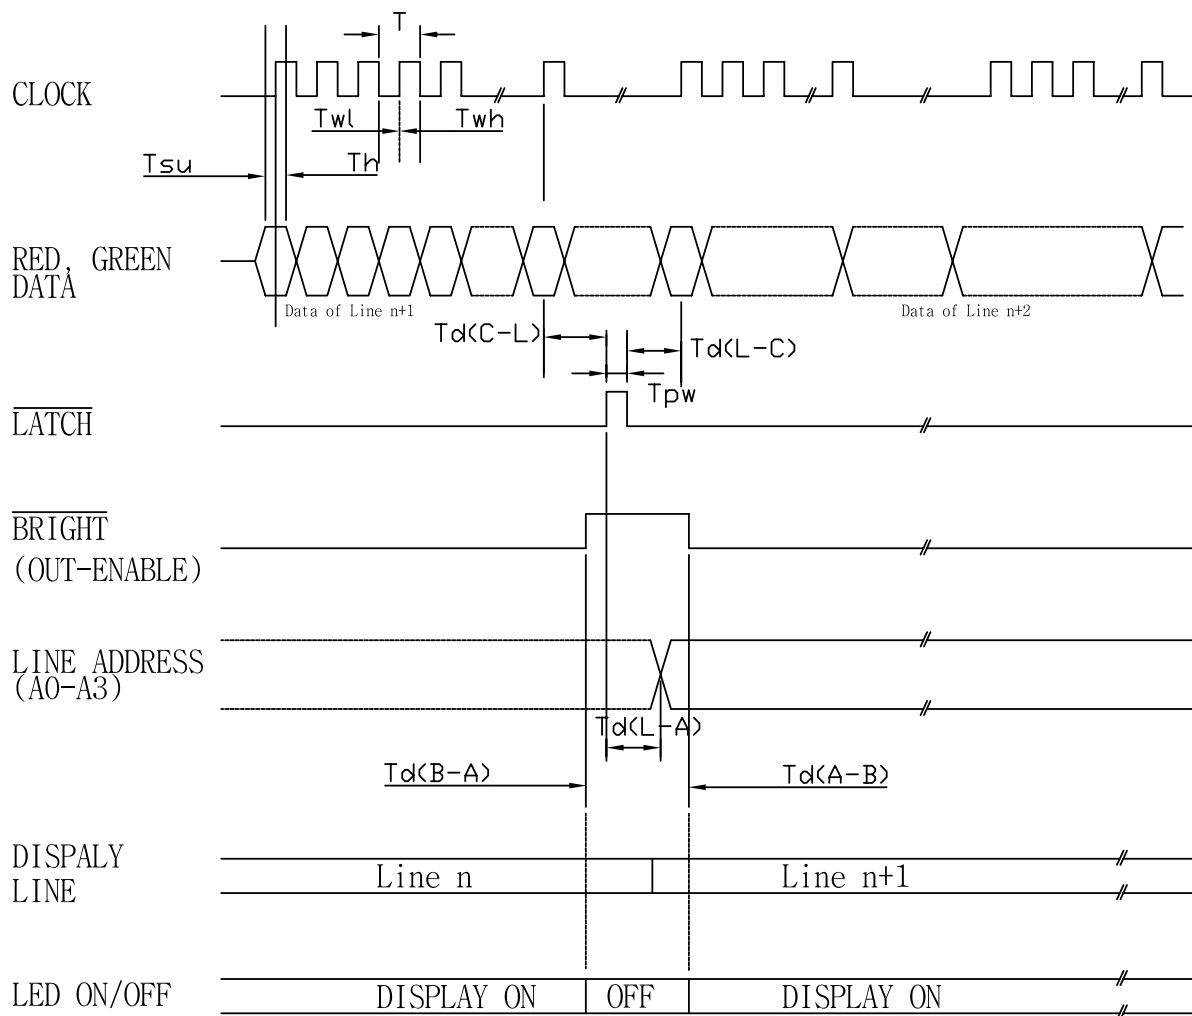 T
CLOCK
Twl
Twh
Tsu
Th
RED, GREEN
DATA
Data of Line n+1
Data of Line n+2
Td(C-L)
Td(L-C)
Tpw
LATCH
BRIGHT
(OUT-ENABLE)
LINE ADDRESS
(A0-A3)
Td(L-A)
Td(B-A)
Td(A-B)
DISPALY
LINE
Line n
Line n+1
LED ON/OFF
DISPLAY ON
OFF
DISPLAY ON